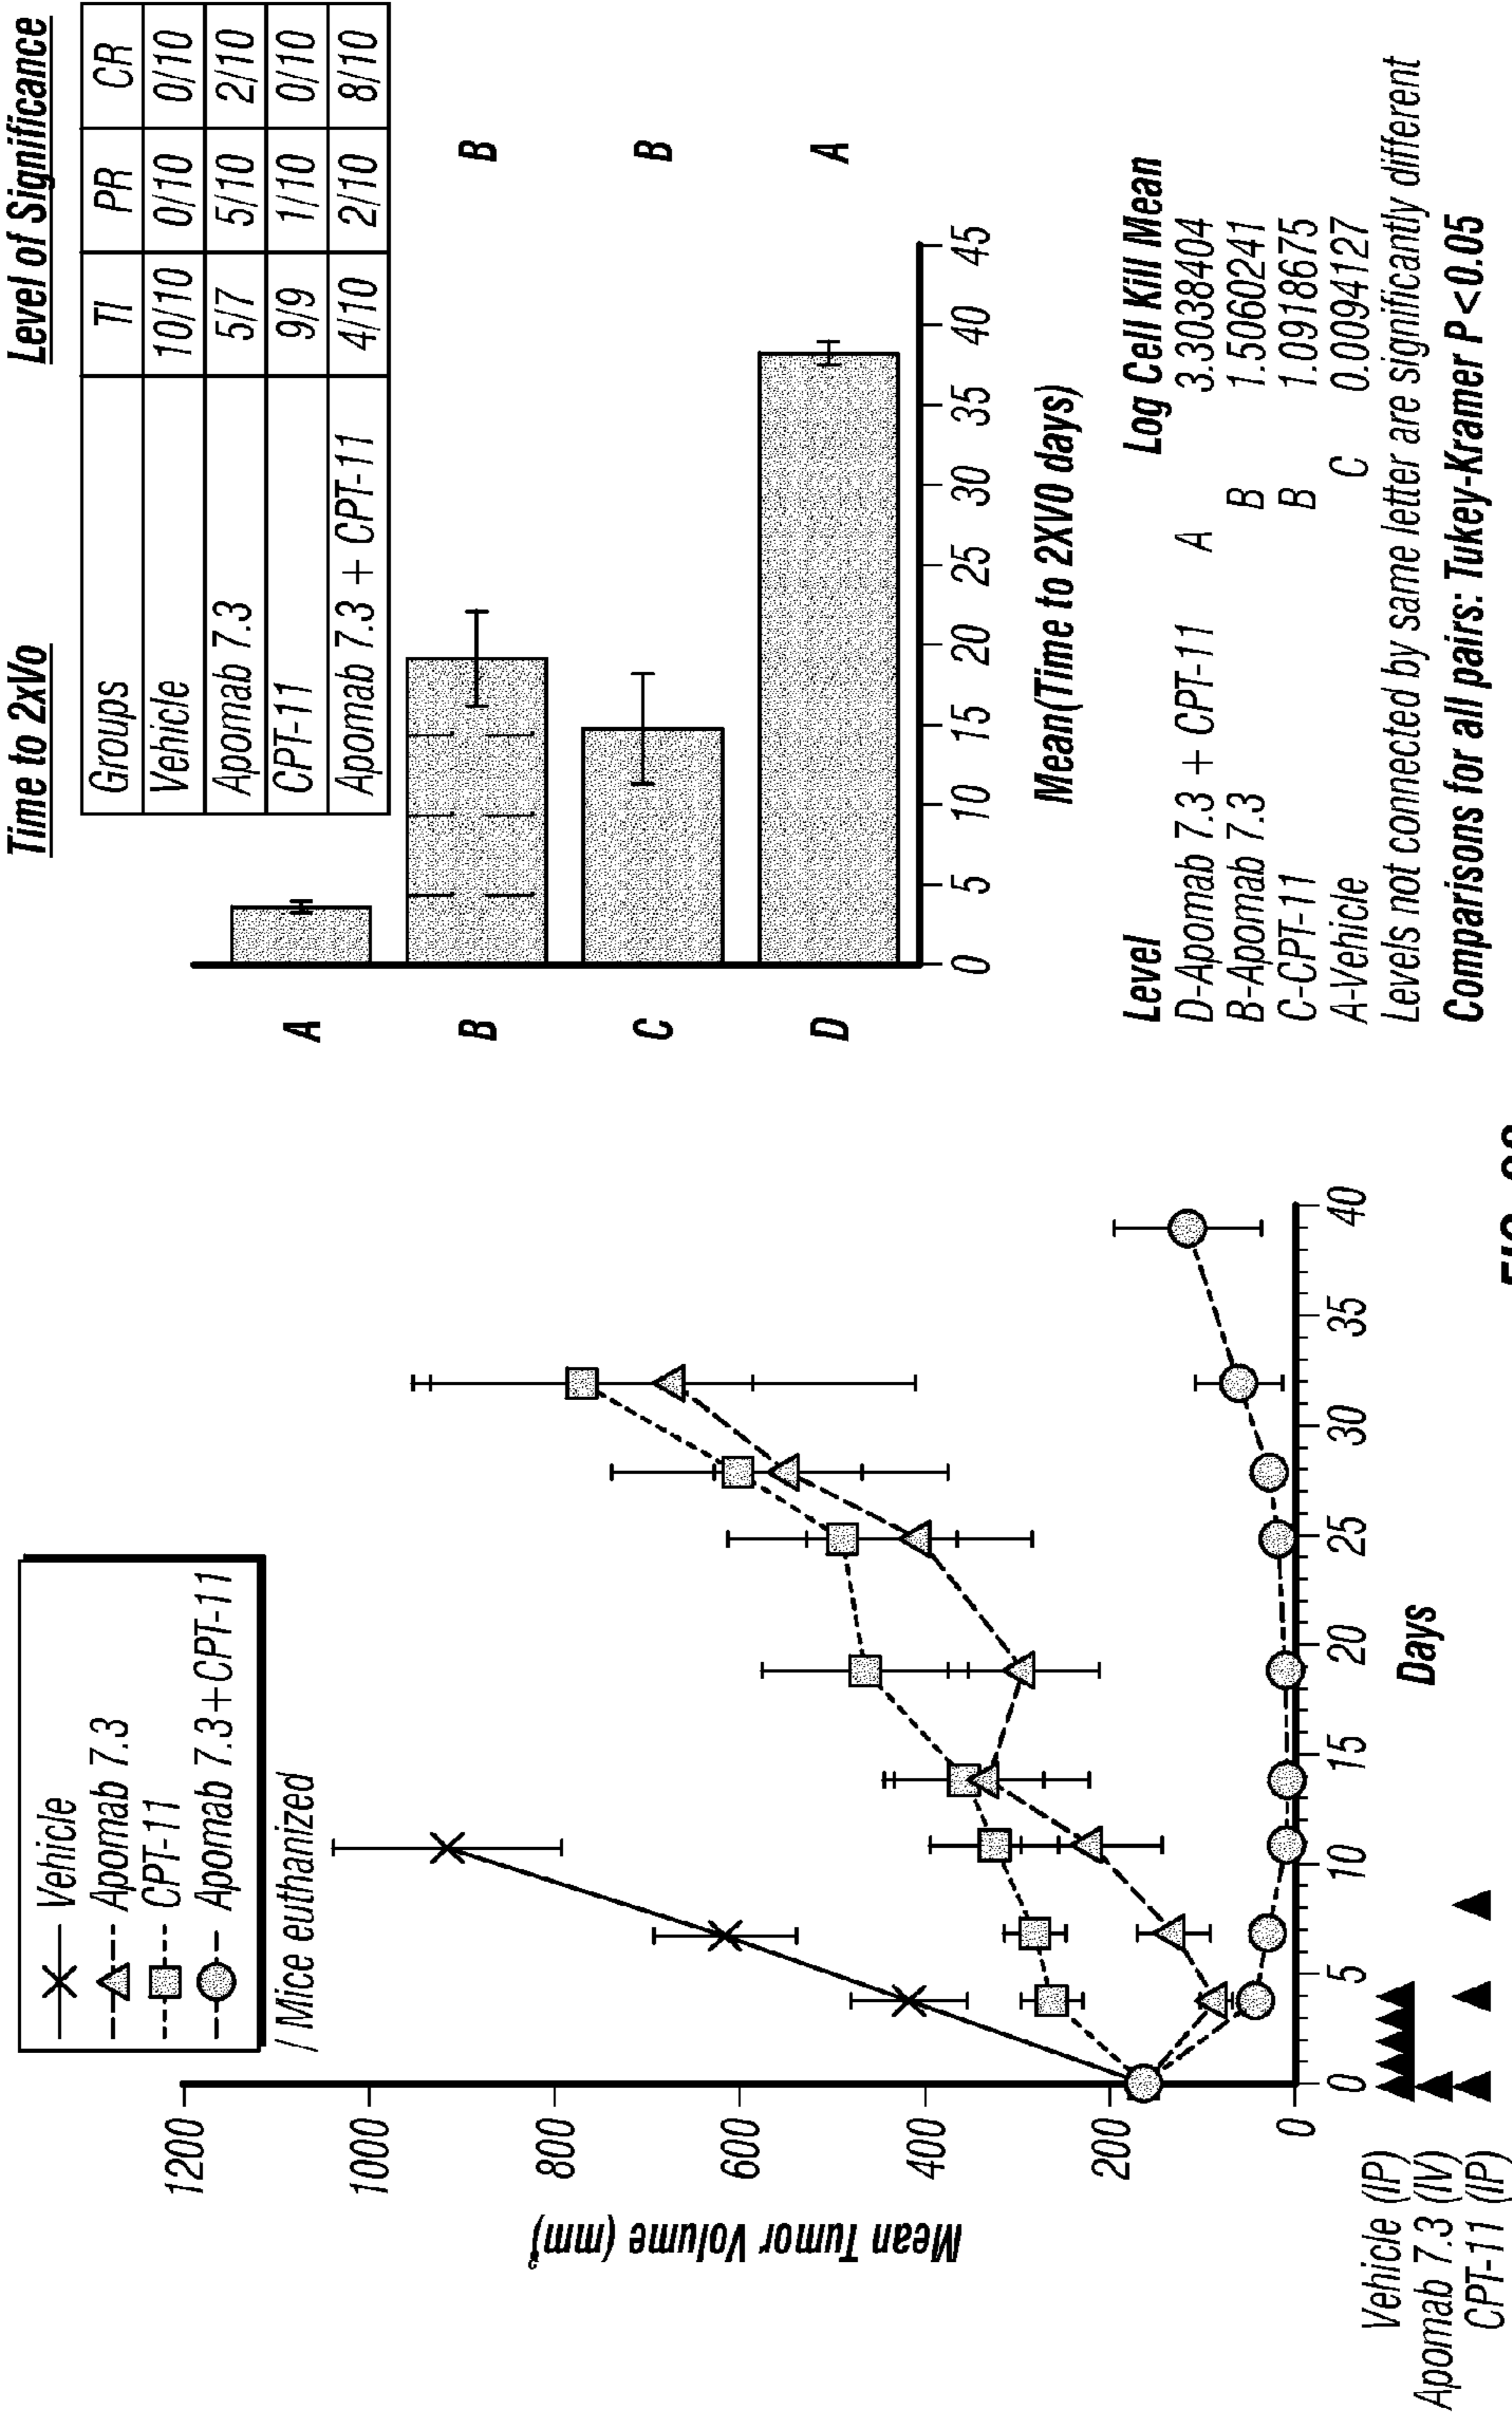 Vehicle
Apomab 7.3
CPT-11
Apomab 7.3+CPT-11
/ Mice euthanized
1200
1000
800
600
400
200
0
Mean Tumor Volume (mm³)
0 5 10 15 20 25 30 35 40
Days
Vehicle (IP)
Apomab 7.3 (IV)
CPT-11 (IP)
Time to 2xVo
Level of Significance
Groups TI PR CR
Vehicle 10/10 0/10 0/10
Apomab 7.3 5/7 5/10 2/10
CPT-11 9/9 1/10 0/10
Apomab 7.3 + CPT-11 4/10 2/10 8/10
A
B B
C B
D A
0 5 10 15 20 25 30 35 40 45
Mean(Time to 2XV0 days)
Level Log Cell Kill Mean
D-Apomab 7.3 + CPT-11 A 3.3038404
B-Apomab 7.3 B 1.5060241
C-CPT-11 B 1.0918675
A-Vehicle C 0.0094127
Levels not connected by same letter are significantly different
Comparisons for all pairs: Tukey-Kramer P<0.05